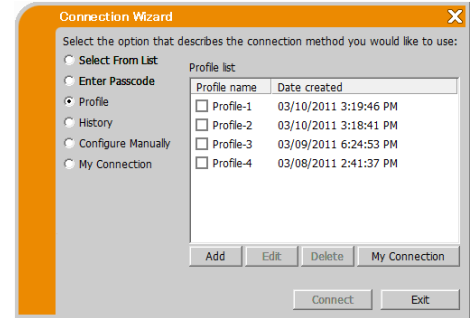 Connection Wizard
Select the option that describes the connection method you would like to use:
Select From List
Enter Passcode
Profile
History
Configure Manually
My Connection
Profile list
Profile name Date created
Profile-1 03/10/2011 3:19:46 PM
Profile-2 03/10/2011 3:18:41 PM
Profile-3 03/09/2011 6:24:53 PM
Profile-4 03/08/2011 2:41:37 PM
Add Edit Delete My Connection
Connect Exit